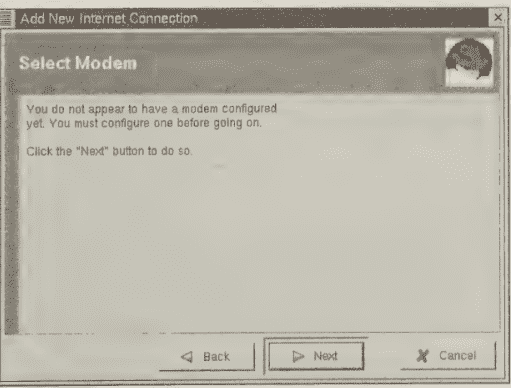 Add New Internet Connection
Select Modem
You do not appear to have a modem configured
yet. You must configure one before going on.
Click the "Next" button to do so.
Back
Next
Cancel